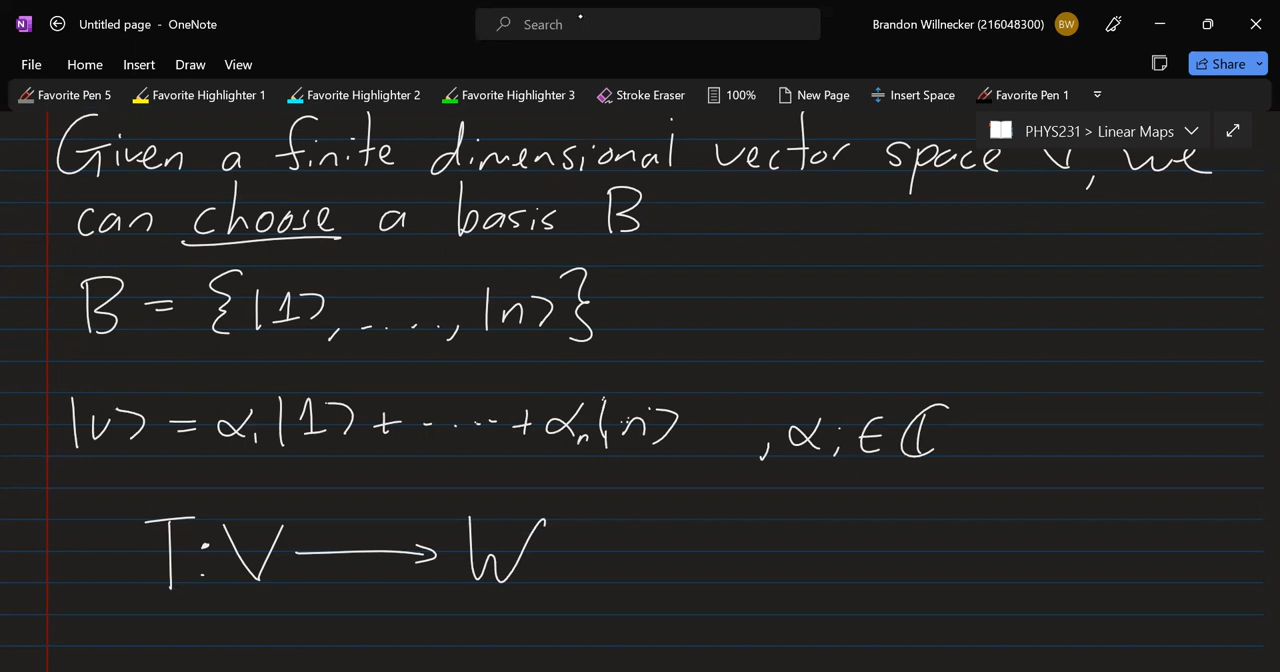 Untitled page - OneNote
Search
Brandon Willnecker (216048300)
BW
File Home Insert Draw View
Share
Favorite Pen 5 Favorite Highlighter 1 Favorite Highlighter 2 Favorite Highlighter 3 Stroke Eraser 100% New Page Insert Space Favorite Pen 1
PHYS231 > Linear Maps
Given a finite dimensional vector space V, we
can choose a basis B
B = {|1⟩, ....., |n⟩}
|v⟩ = α₁|1⟩ + ····· + αₙ|n⟩ , αᵢ ∈ ℂ
T: V ⟶ W